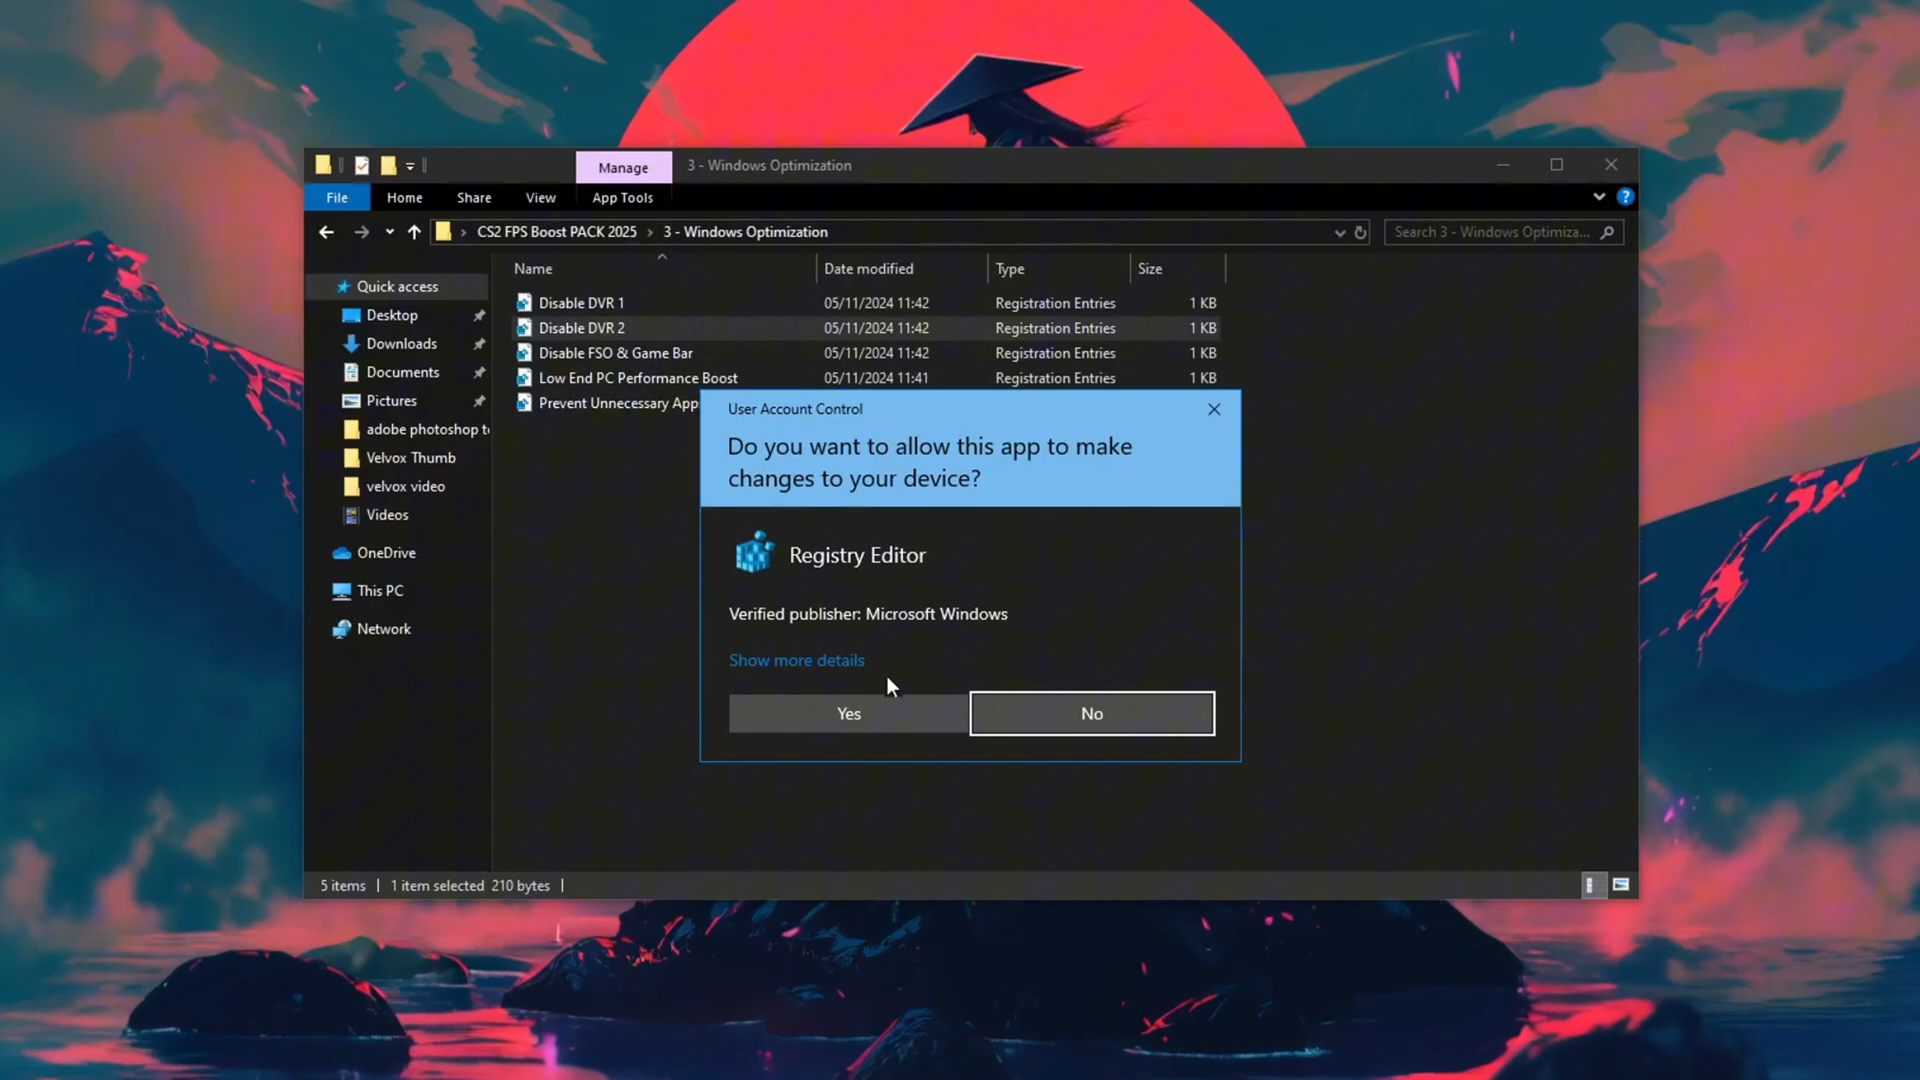 Manage
3 - Windows Optimization
File
Home
Share
View
App Tools
?
CS2 FPS Boost PACK 2025 › 3 - Windows Optimization
Search 3 - Windows Optimiza...
Quick access
Desktop
Downloads
Documents
Pictures
adobe photoshop t
Velvox Thumb
velvox video
Videos
OneDrive
This PC
Network
Name Date modified Type Size
Disable DVR 1 05/11/2024 11:42 Registration Entries 1 KB
Disable DVR 2 05/11/2024 11:42 Registration Entries 1 KB
Disable FSO & Game Bar 05/11/2024 11:42 Registration Entries 1 KB
Low End PC Performance Boost 05/11/2024 11:41 Registration Entries 1 KB
Prevent Unnecessary App
User Account Control
Do you want to allow this app to make
changes to your device?
Registry Editor
Verified publisher: Microsoft Windows
Show more details
Yes
No
5 items
1 item selected 210 bytes